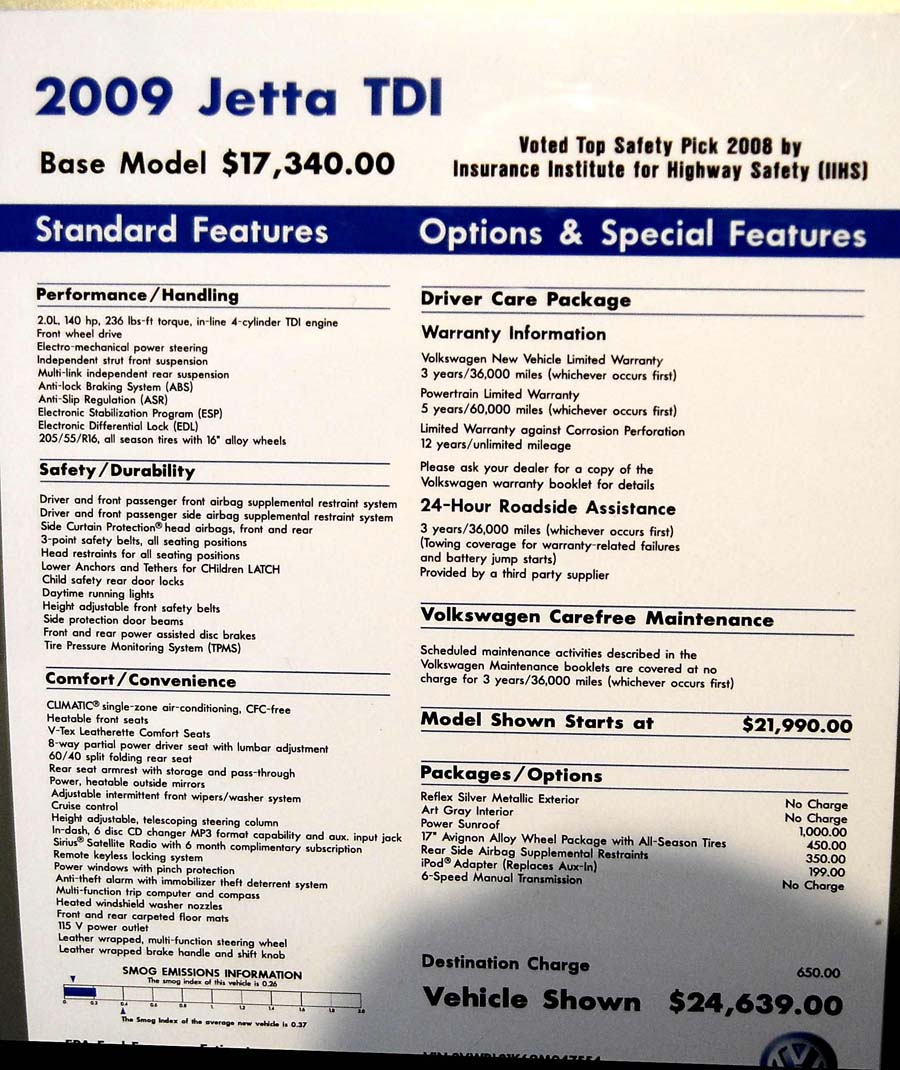 2009 Jetta TDI
Base Model $17,340.00
Voted Top Safety Pick 2008 by
Insurance Institute for Highway Safety (IIHS)
Standard Features
Options & Special Features
Performance/Handling
2.0L, 140 hp, 236 lbs-ft torque, in-line 4-cylinder TDI engine
Front wheel drive
Electro-mechanical power steering
Independent strut front suspension
Multi-link independent rear suspension
Anti-lock Braking System (ABS)
Anti-Slip Regulation (ASR)
Electronic Stabilization Program (ESP)
Electronic Differential Lock (EDL)
205/55/R16, all season tires with 16" alloy wheels
Safety/Durability
Driver and front passenger front airbag supplemental restraint system
Driver and front passenger side airbag supplemental restraint system
Side Curtain Protection® head airbags, front and rear
3-point safety belts, all seating positions
Head restraints for all seating positions
Lower Anchors and Tethers for CHildren LATCH
Child safety rear door locks
Daytime running lights
Height adjustable front safety belts
Side protection door beams
Front and rear power assisted disc brakes
Tire Pressure Monitoring System (TPMS)
Comfort/Convenience
CLIMATIC® single-zone air-conditioning, CFC-free
Heatable front seats
V-Tex Leatherette Comfort Seats
8-way partial power driver seat with lumbar adjustment
60/40 split folding rear seat
Rear seat armrest with storage and pass-through
Power, heatable outside mirrors
Adjustable intermittent front wipers/washer system
Cruise control
Height adjustable, telescoping steering column
In-dash, 6 disc CD changer MP3 format capability and aux. input jack
Sirius® Satellite Radio with 6 month complimentary subscription
Remote keyless locking system
Power windows with pinch protection
Anti-theft alarm with immobilizer theft deterrent system
Multi-function trip computer and compass
Heated windshield washer nozzles
Front and rear carpeted floor mats
115 V power outlet
Leather wrapped, multi-function steering wheel
Leather wrapped brake handle and shift knob
SMOG EMISSIONS INFORMATION
The smog index of this vehicle is 0.26
The Smog Index of the average new vehicle is 0.37
Driver Care Package
Warranty Information
Volkswagen New Vehicle Limited Warranty
3 years/36,000 miles (whichever occurs first)
Powertrain Limited Warranty
5 years/60,000 miles (whichever occurs first)
Limited Warranty against Corrosion Perforation
12 years/unlimited mileage
Please ask your dealer for a copy of the
Volkswagen warranty booklet for details
24-Hour Roadside Assistance
3 years/36,000 miles (whichever occurs first)
(Towing coverage for warranty-related failures
and battery jump starts)
Provided by a third party supplier
Volkswagen Carefree Maintenance
Scheduled maintenance activities described in the
Volkswagen Maintenance booklets are covered at no
charge for 3 years/36,000 miles (whichever occurs first)
Model Shown Starts at $21,990.00
Packages/Options
Reflex Silver Metallic Exterior No Charge
Art Gray Interior No Charge
Power Sunroof 1,000.00
17" Avignon Alloy Wheel Package with All-Season Tires 450.00
Rear Side Airbag Supplemental Restraints 350.00
iPod® Adapter (Replaces Aux-In) 199.00
6-Speed Manual Transmission No Charge
Destination Charge 650.00
Vehicle Shown $24,639.00